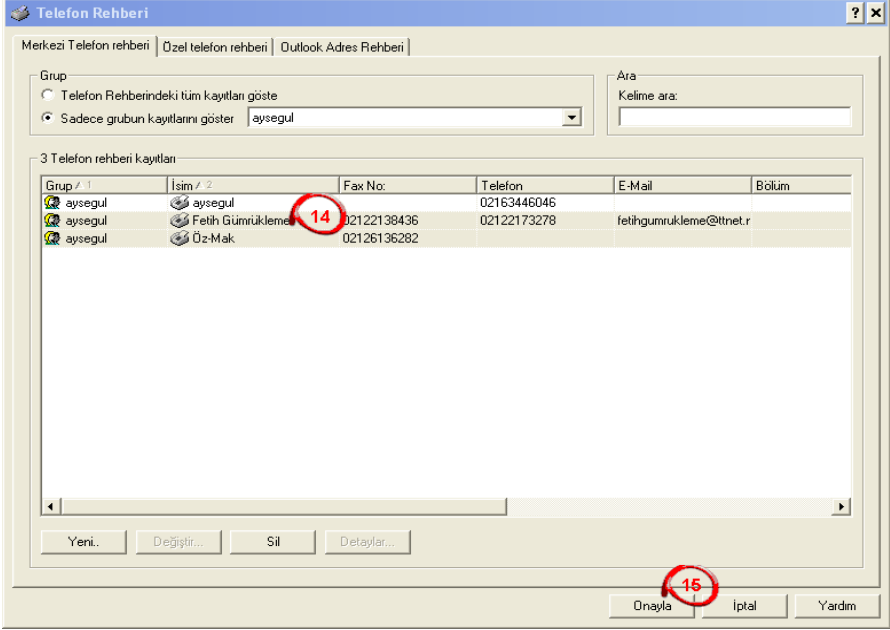 Telefon Rehberi
Merkezi Telefon rehberi Özel telefon rehberi Outlook Adres Rehberi
Grup Ara
Telefon Rehberindeki tüm kayıtları göste Kelime ara:
Sadece grubun kayıtlarını göster aysegul
3 Telefon rehberi kayıtları
Grup 1 İsim 2 Fax No: Telefon E-Mail Bölüm
aysegul aysegul 02163446046
aysegul Fetih Gümrükleme 14 02122138436 02122173278 fetihgumrukleme@ttnet.r
aysegul Öz-Mak 02126136282
Yeni.. Değiştir... Sil Detaylar...
15
Onayla İptal Yardım